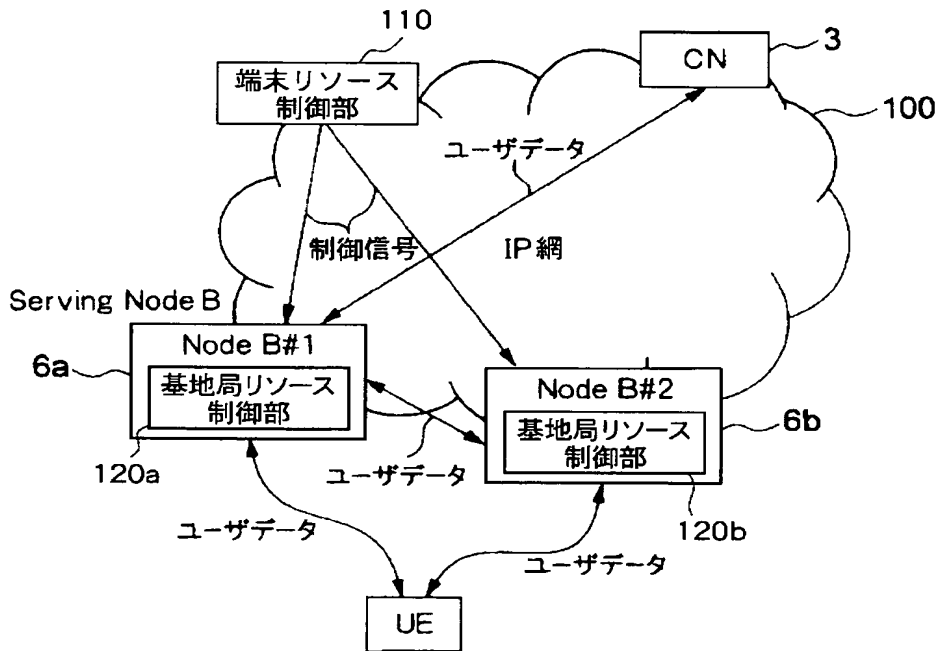 110
端末リソース
制御部
CN
3
100
ユーザデータ
制御信号
IP網
Serving Node B
Node B#1
6a
基地局リソース
制御部
120a
Node B#2
6b
基地局リソース
制御部
120b
ユーザデータ
ユーザデータ
ユーザデータ
UE